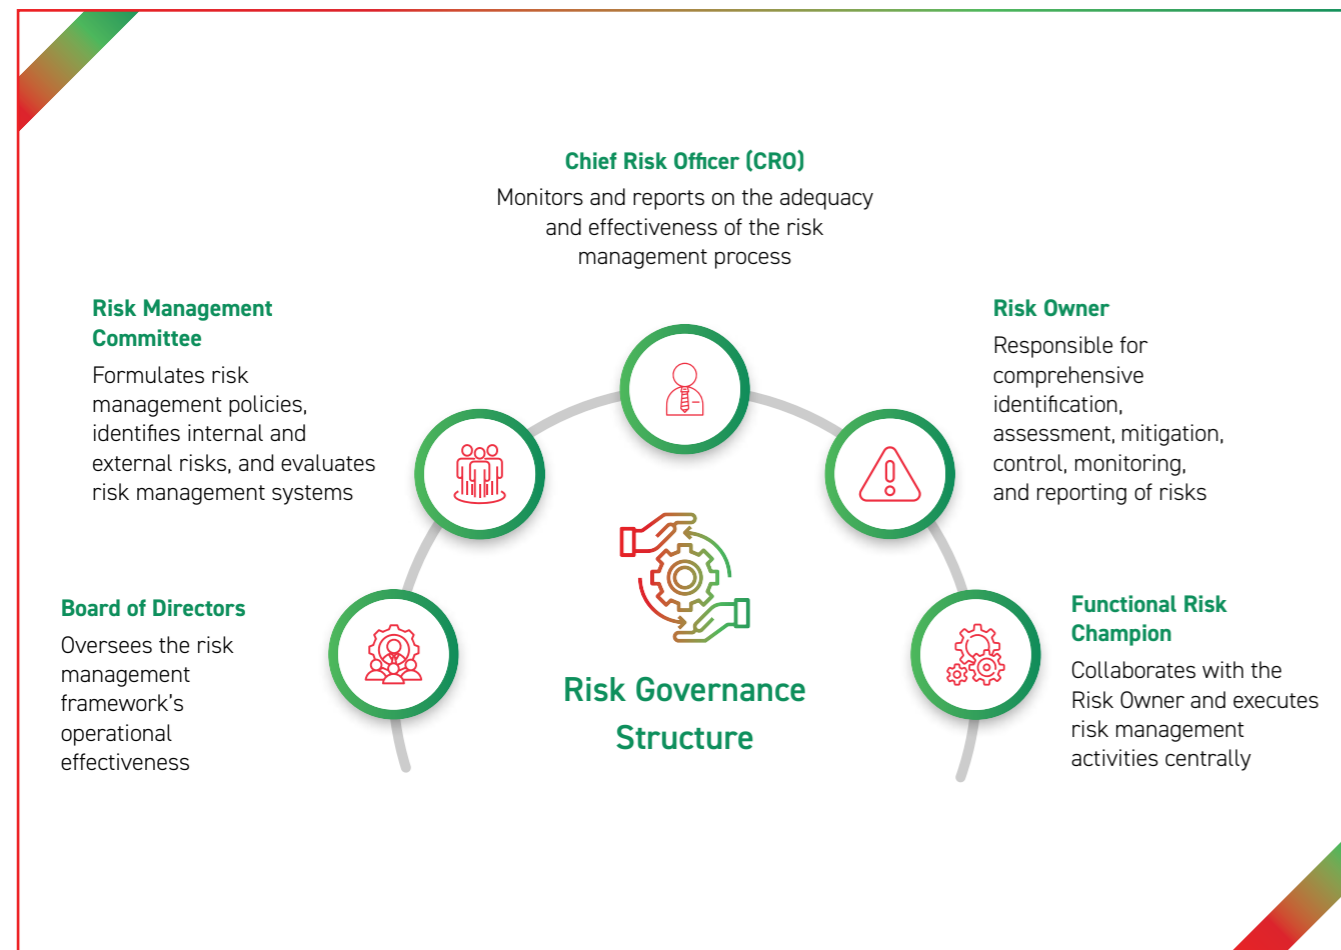 Chief Risk Officer (CRO)
Monitors and reports on the adequacy
and effectiveness of the risk
management process
Risk Management
Committee
Formulates risk
management policies,
identifies internal and
external risks, and evaluates
risk management systems
Risk Owner
Responsible for
comprehensive
identification,
assessment, mitigation,
control, monitoring,
and reporting of risks
Board of Directors
Oversees the risk
management
framework’s
operational
effectiveness
Risk Governance
Structure
Functional Risk
Champion
Collaborates with the
Risk Owner and executes
risk management
activities centrally